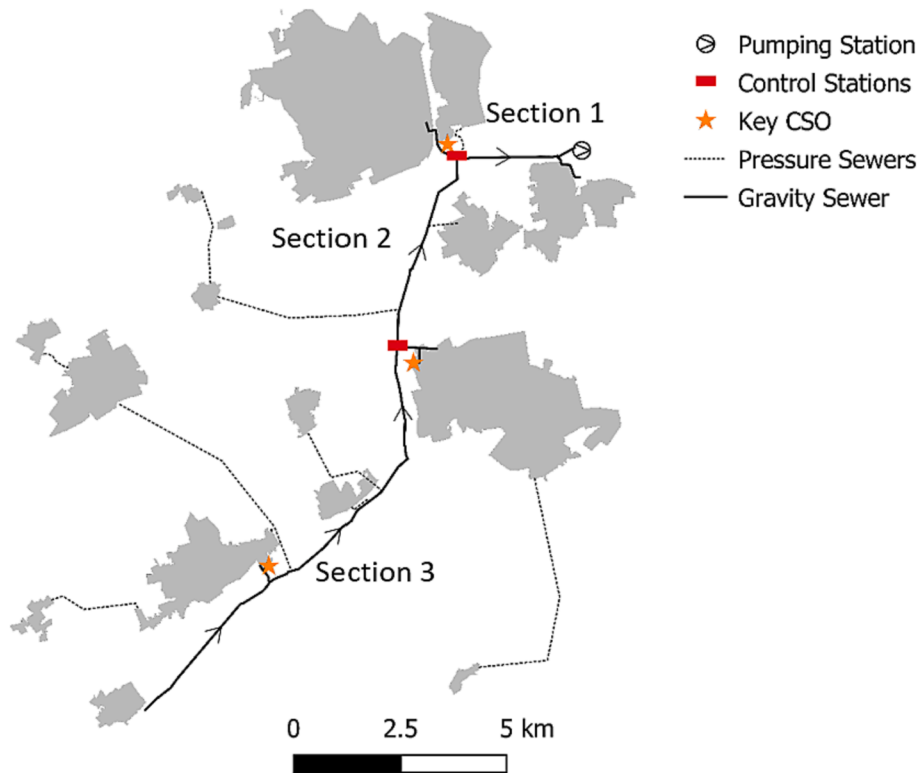 Section 1
Section 2
Section 3
Pumping Station
Control Stations
Key CSO
Pressure Sewers
Gravity Sewer
0 2.5 5 km